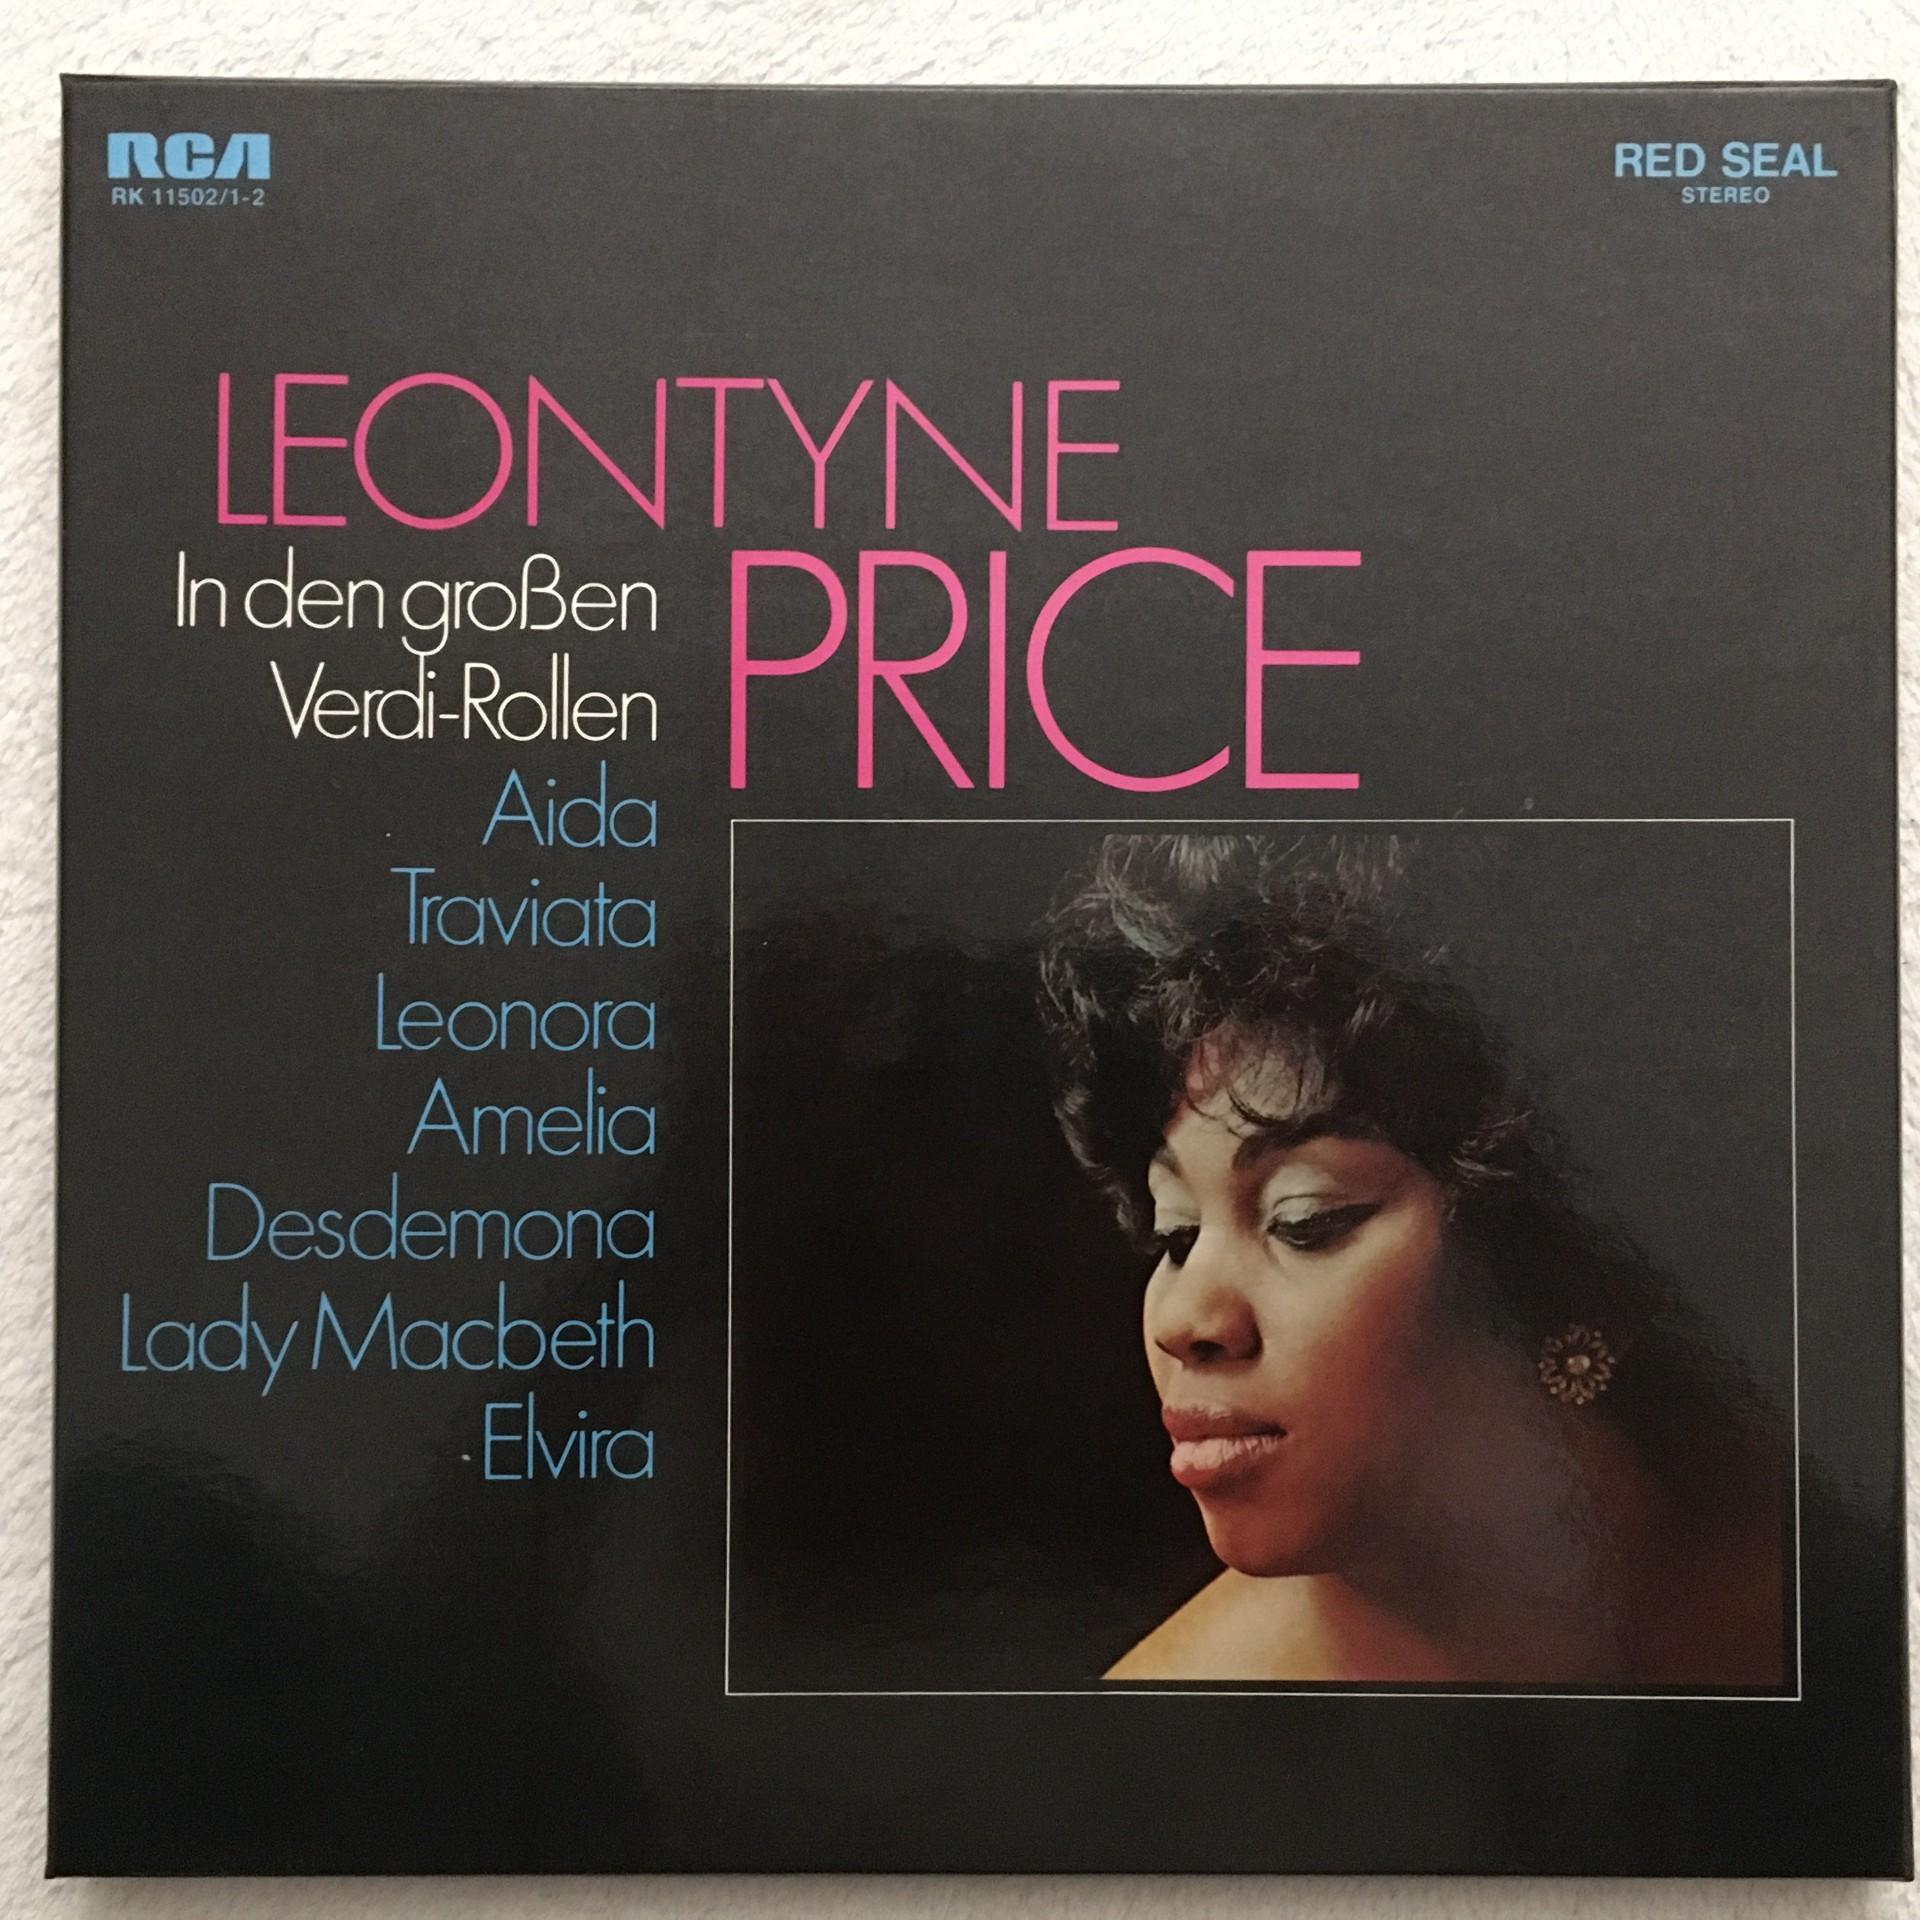 RCA
RK 11502/1-2
RED SEAL
STEREO
LEONTYNE
PRICE
In den großen
Verdi-Rollen
Aida
Traviata
Leonora
Amelia
Desdemona
Lady Macbeth
Elvira